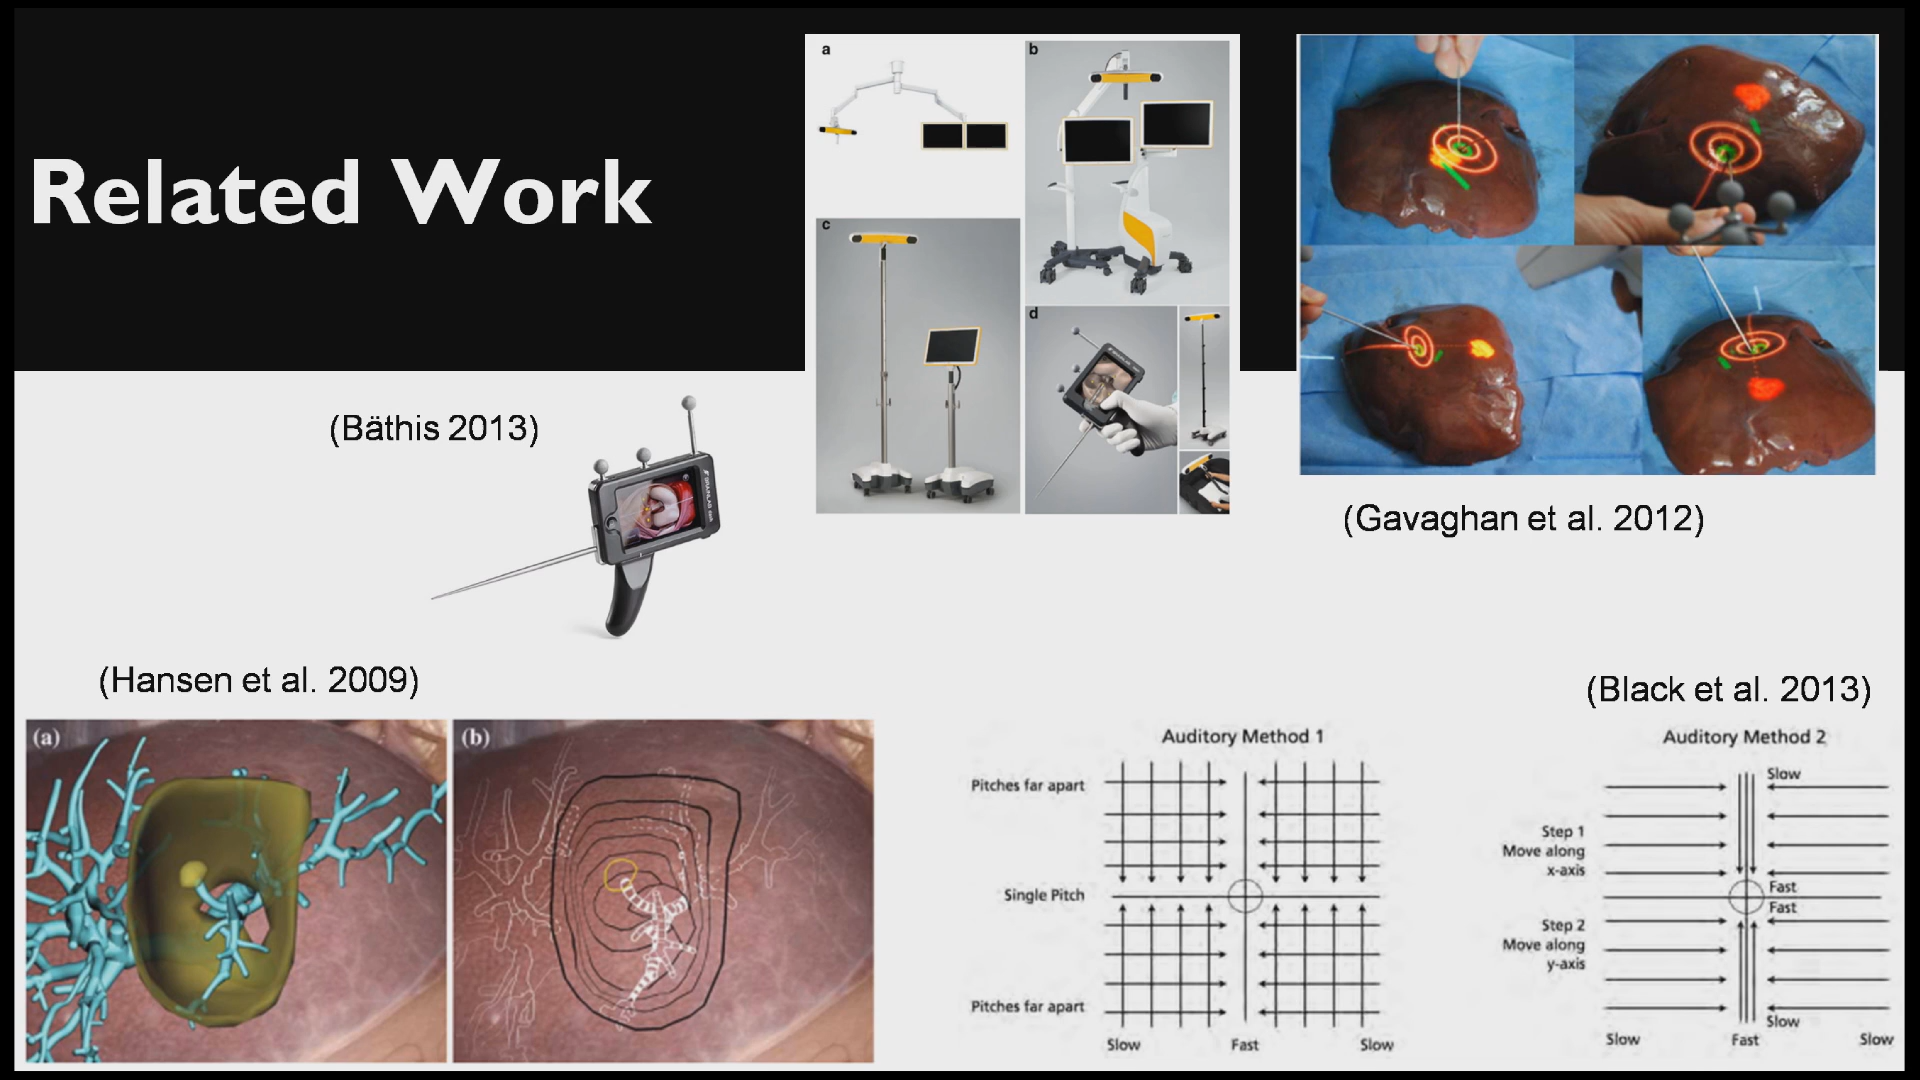 Related Work
a
b
c
d
(Bäthis 2013)
BRAINLAB
(Gavaghan et al. 2012)
(Hansen et al. 2009)
(Black et al. 2013)
(a)
(b)
Auditory Method 1
Pitches far apart
Single Pitch
Pitches far apart
Slow
Fast
Slow
Auditory Method 2
Slow
Step 1
Move along
x-axis
Fast
Fast
Step 2
Move along
y-axis
Slow
Slow
Fast
Slow